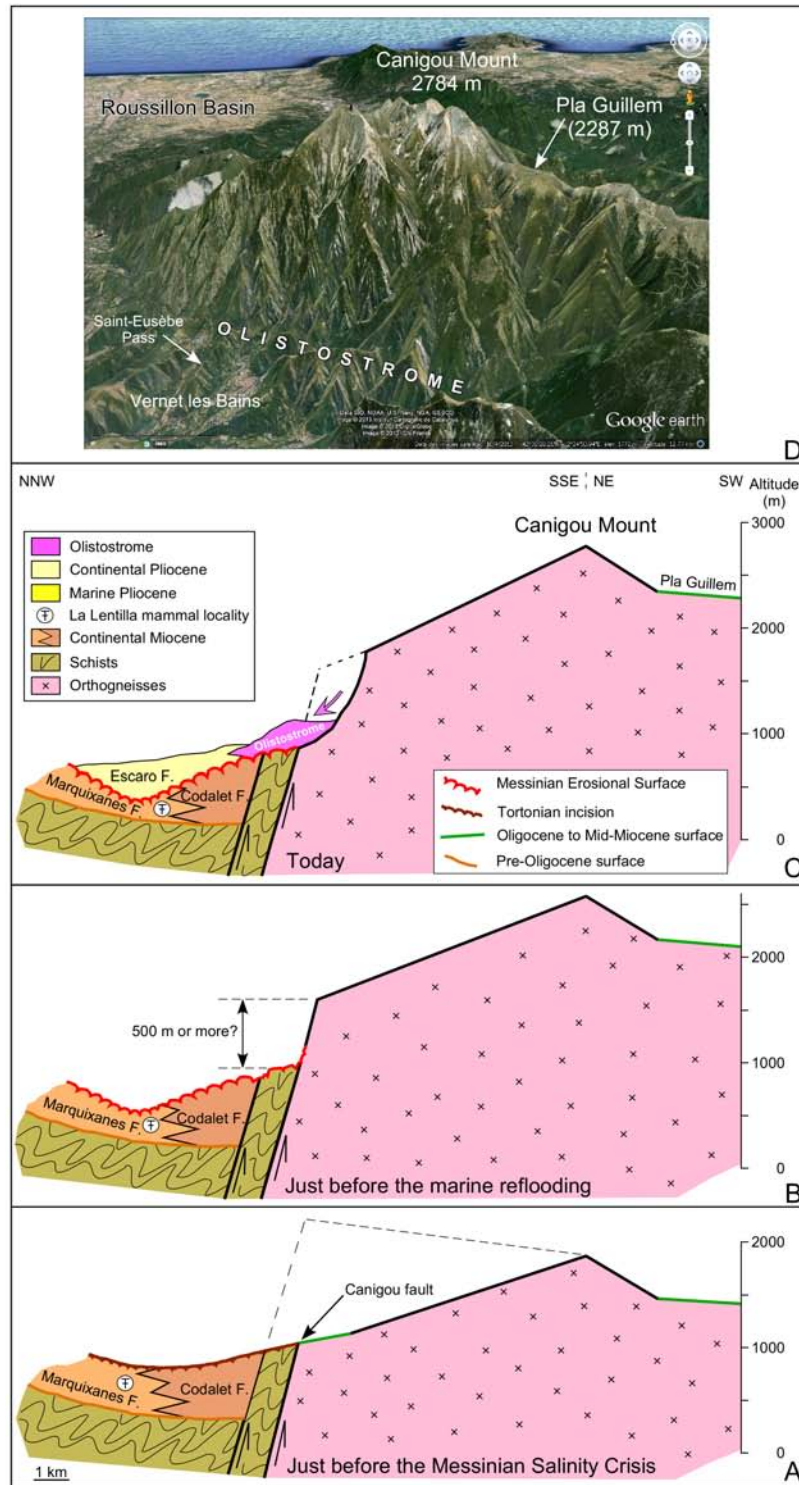 Canigou Mount
2784 m
Roussillon Basin
Pla Guillem
(2287 m)
Saint-Eusèbe
Pass
OLISTOSTROME
Vernet les Bains
Google earth
D
NNW
SSE
NE
SW
Altitude
(m)
Canigou Mount
3000
2000
1000
0
Pla Guillem
Olistostrome
Continental Pliocene
Marine Pliocene
La Lentilla mammal locality
Continental Miocene
Schists
Orthogneisses
Olistostrome
Escaro F.
Marquixanes F.
Codalet F.
Messinian Erosional Surface
Tortonian incision
Oligocene to Mid-Miocene surface
Pre-Oligocene surface
Today
C
2000
1000
0
500 m or more?
Marquixanes F.
Codalet F.
Just before the marine reflooding
B
2000
1000
0
Canigou fault
Marquixanes F.
Codalet F.
Just before the Messinian Salinity Crisis
1 km
A